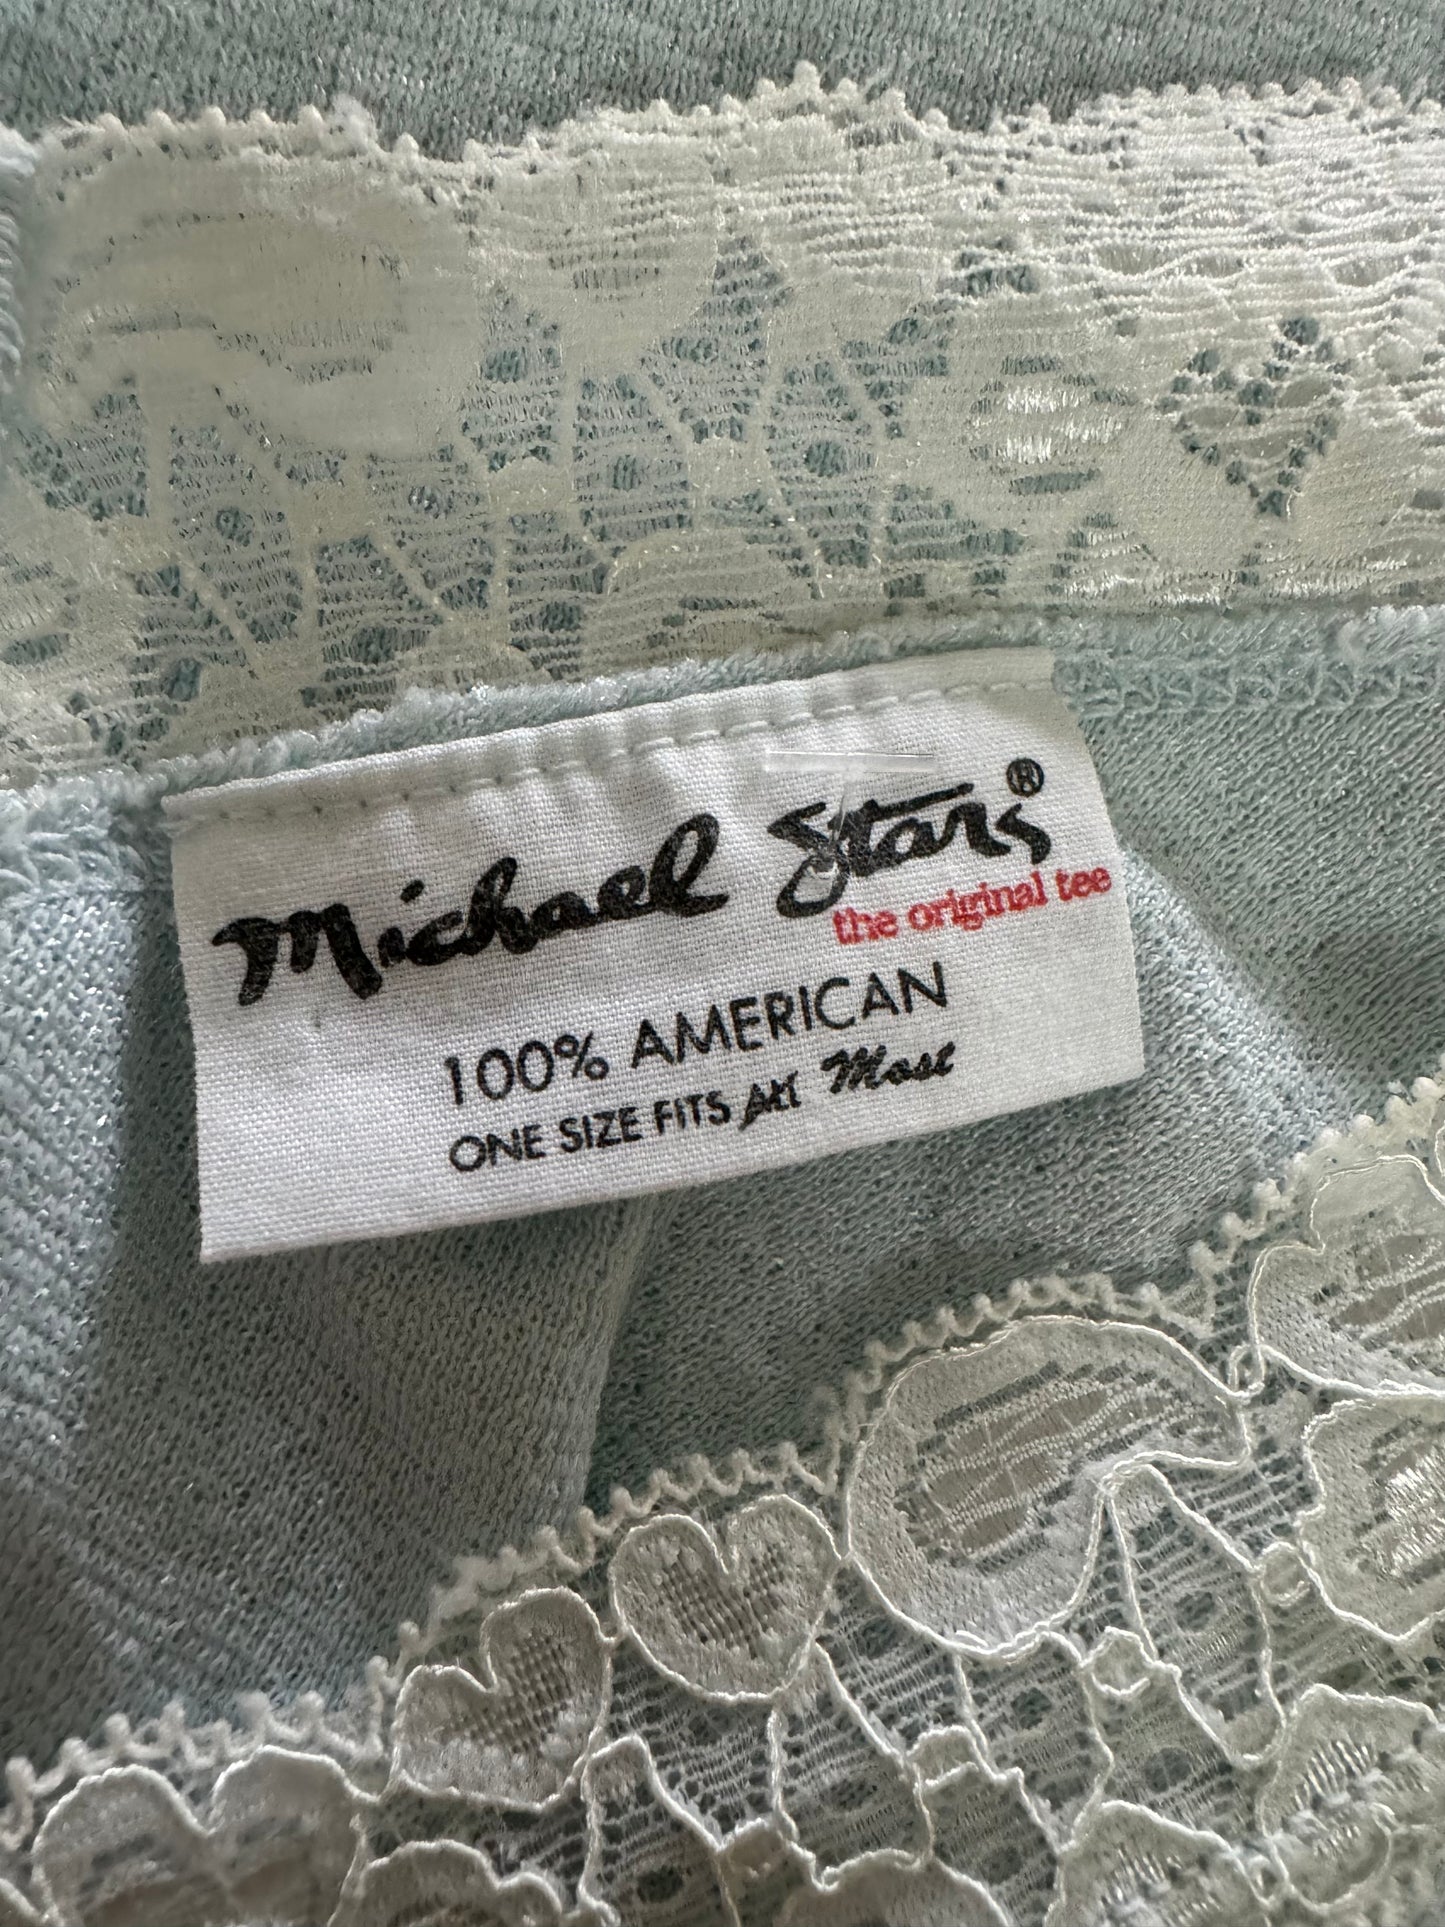 Michael Stars®
the original tee
100% AMERICAN
ONE SIZE FITS All Most